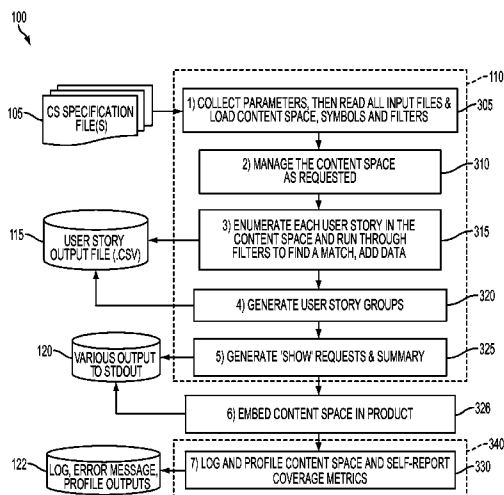 100
110
105
CS SPECIFICATION
FILE(S)
1) COLLECT PARAMETERS, THEN READ ALL INPUT FILES &
LOAD CONTENT SPACE, SYMBOLS AND FILTERS
305
2) MANAGE THE CONTENT SPACE
AS REQUESTED
310
115
USER STORY
OUTPUT FILE (.CSV)
3) ENUMERATE EACH USER STORY IN THE
CONTENT SPACE AND RUN THROUGH
FILTERS TO FIND A MATCH, ADD DATA
315
4) GENERATE USER STORY GROUPS
320
120
VARIOUS OUTPUT
TO STDOUT
5) GENERATE 'SHOW' REQUESTS & SUMMARY
325
6) EMBED CONTENT SPACE IN PRODUCT
326
340
122
LOG, ERROR MESSAGE,
PROFILE OUTPUTS
7) LOG AND PROFILE CONTENT SPACE AND SELF-REPORT
COVERAGE METRICS
330